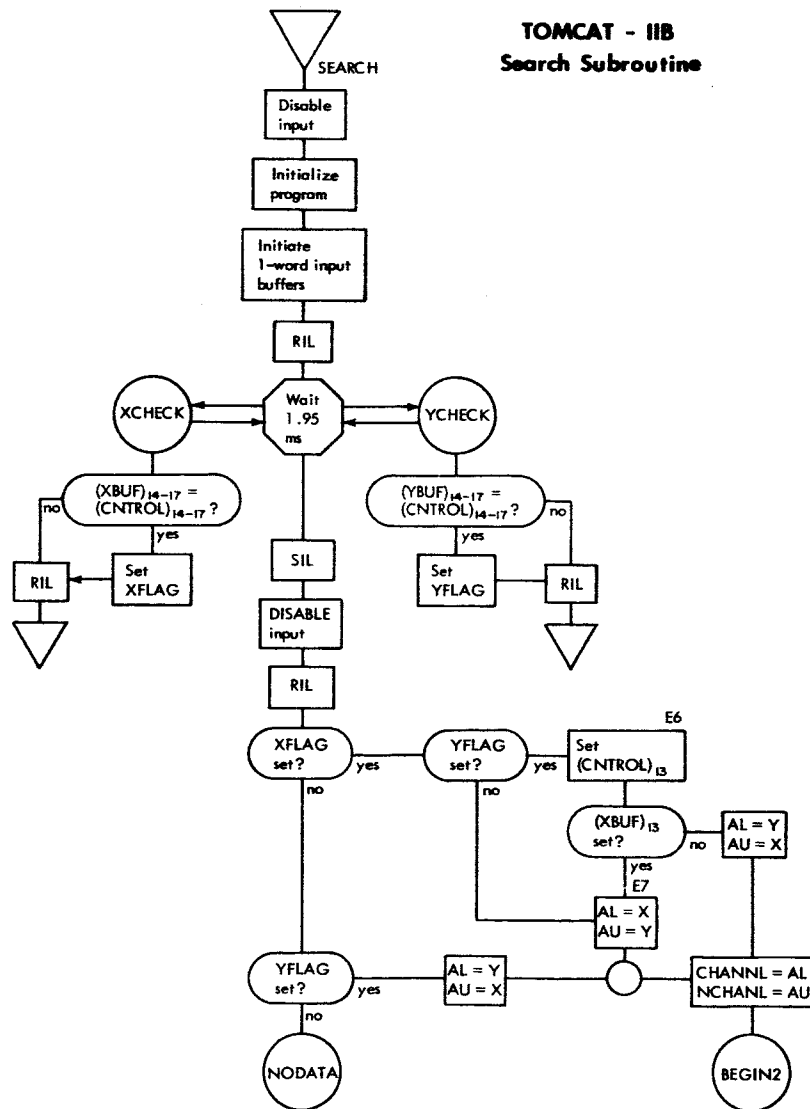 TOMCAT - IIB
Search Subroutine
SEARCH
Disable
input
Initialize
program
Initiate
1-word input
buffers
RIL
XCHECK
Wait
1.95
ms
YCHECK
(XBUF)14-17 =
(CNTROL)14-17 ?
no
yes
Set
XFLAG
RIL
(YBUF)14-17 =
(CNTROL)14-17 ?
no
yes
Set
YFLAG
RIL
SIL
DISABLE
input
RIL
XFLAG
set?
yes
no
YFLAG
set?
yes
no
E6
Set
(CNTROL)13
(XBUF)13
set?
no
yes
AL = Y
AU = X
E7
AL = X
AU = Y
YFLAG
set?
yes
no
AL = Y
AU = X
CHANNL = AL
NCHANL = AU
NODATA
BEGIN2